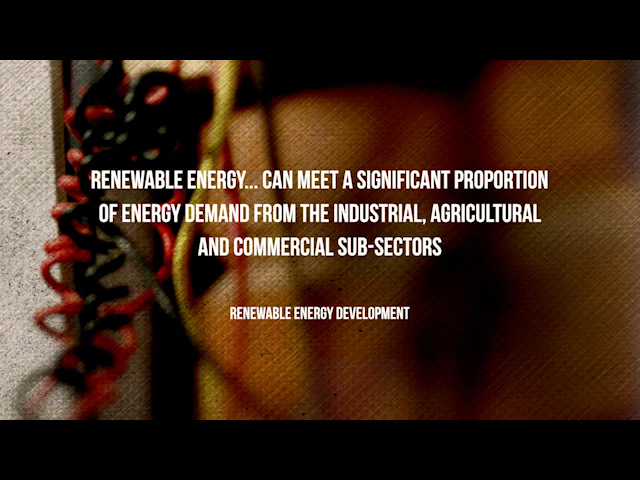 RENEWABLE ENERGY... CAN MEET A SIGNIFICANT PROPORTION
OF ENERGY DEMAND FROM THE INDUSTRIAL, AGRICULTURAL
AND COMMERCIAL SUB-SECTORS
RENEWABLE ENERGY DEVELOPMENT